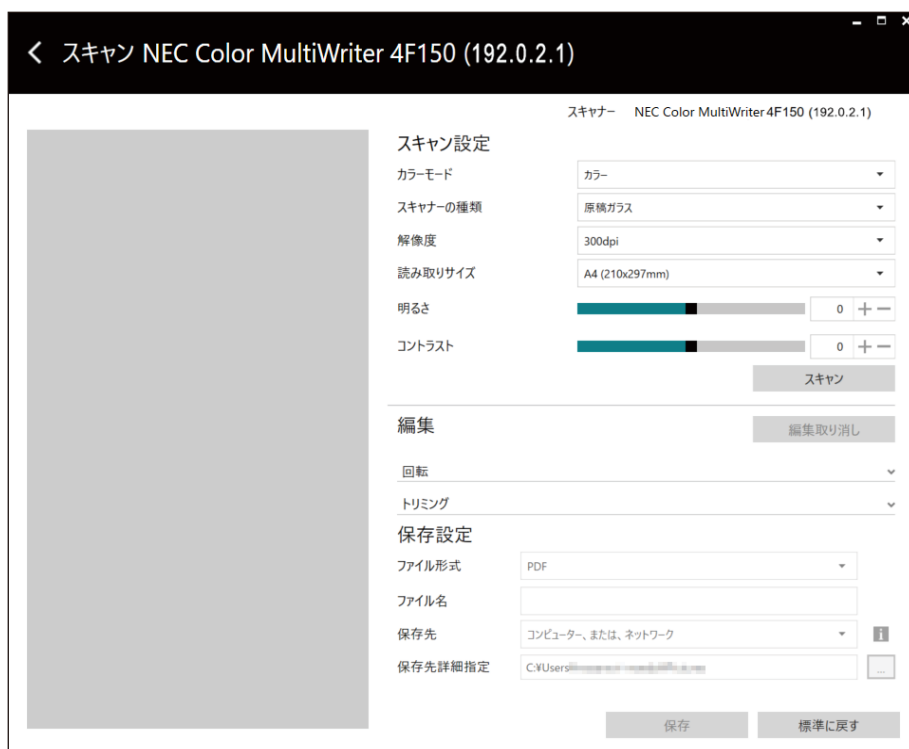 スキャン NEC Color MultiWriter 4F150 (192.0.2.1)
スキャナー NEC Color MultiWriter 4F150 (192.0.2.1)
スキャン設定
カラーモード カラー
スキャナーの種類 原稿ガラス
解像度 300dpi
読み取りサイズ A4 (210x297mm)
明るさ 0
コントラスト 0
スキャン
編集 編集取り消し
回転
トリミング
保存設定
ファイル形式 PDF
ファイル名
保存先 コンピューター、または、ネットワーク
保存先詳細指定 C:¥Users ...
保存 標準に戻す